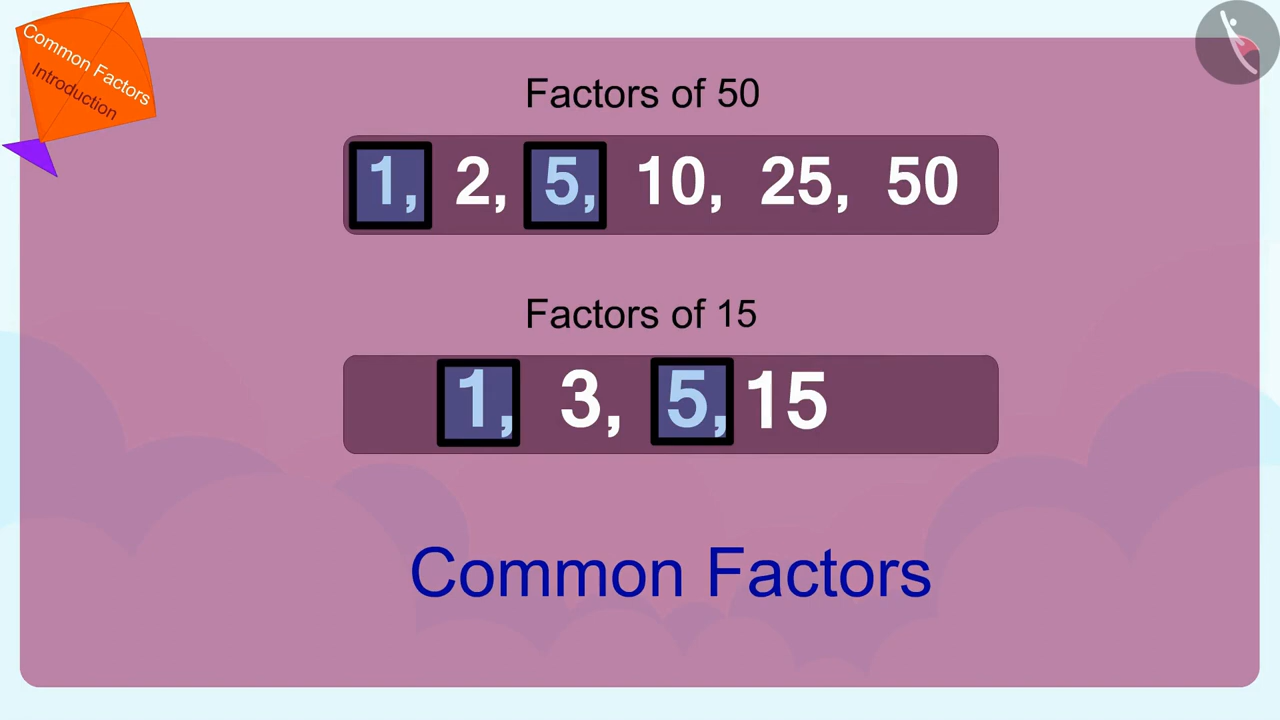 Common Factors
Introduction
Factors of 50
1, 2, 5, 10, 25, 50
Factors of 15
1, 3, 5, 15
Common Factors